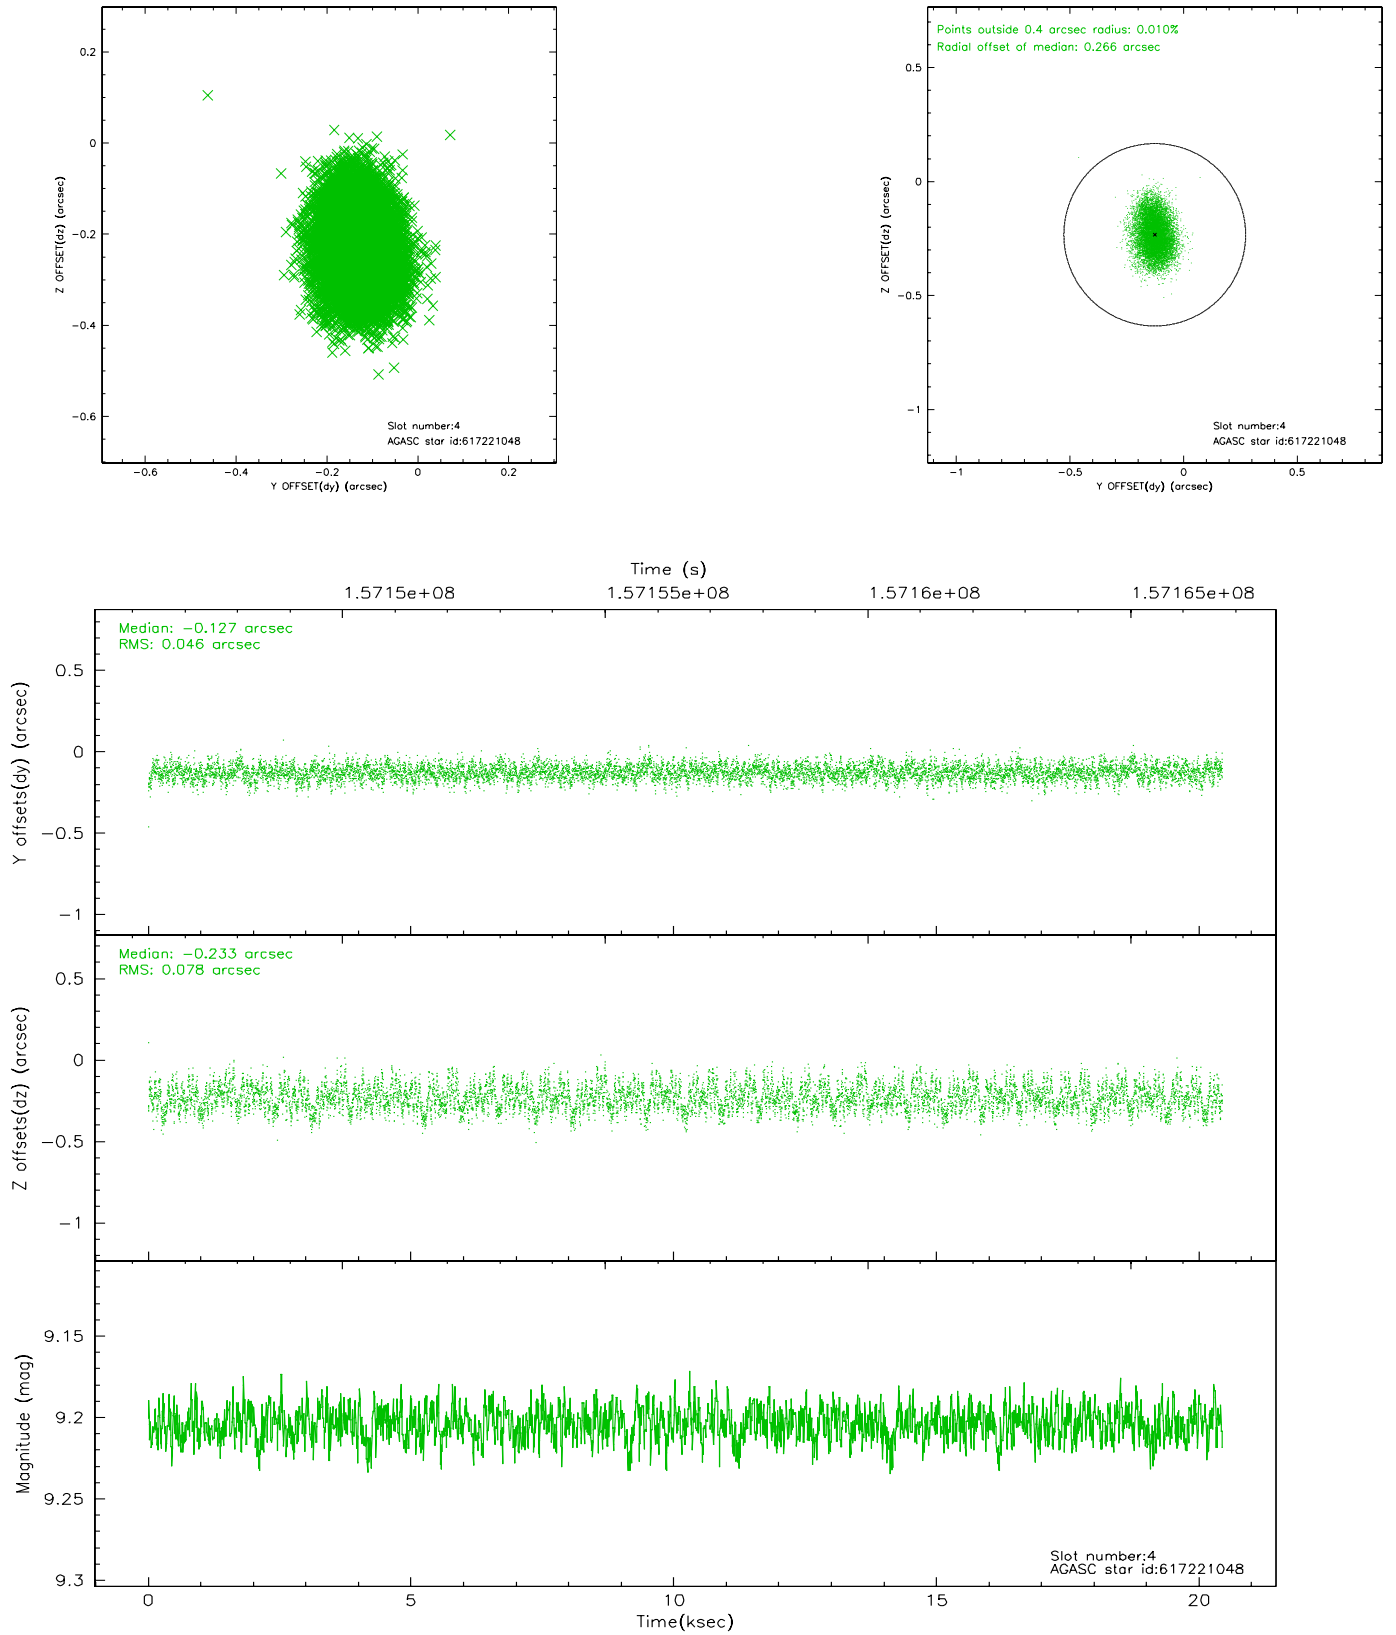 0.2
0
-0.2
-0.4
-0.6
Z OFFSET(dz) (arcsec)
Slot number:4
AGASC star id:617221048
-0.6 -0.4 -0.2 0 0.2
Y OFFSET(dy) (arcsec)
Points outside 0.4 arcsec radius: 0.010%
Radial offset of median: 0.266 arcsec
0.5
0
-0.5
-1
Z OFFSET(dz) (arcsec)
Slot number:4
AGASC star id:617221048
-1 -0.5 0 0.5
Y OFFSET(dy) (arcsec)
Time (s)
1.5715e+08 1.57155e+08 1.5716e+08 1.57165e+08
Median: -0.127 arcsec
RMS: 0.046 arcsec
0.5
0
-0.5
-1
Y offsets(dy) (arcsec)
Median: -0.233 arcsec
RMS: 0.078 arcsec
0.5
0
-0.5
-1
Z offsets(dz) (arcsec)
9.15
9.2
9.25
9.3
Magnitude (mag)
Slot number:4
AGASC star id:617221048
0 5 10 15 20
Time(ksec)